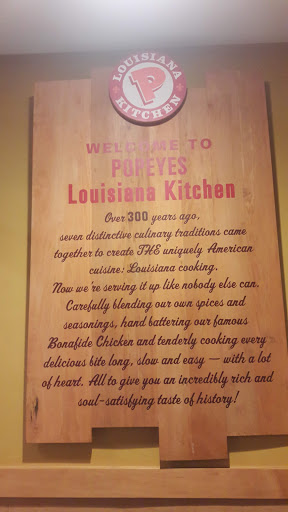 LOUISIANA
P
KITCHEN
WELCOME TO
POPEYES
Louisiana Kitchen
Over 300 years ago,
seven distinctive culinary traditions came
together to create THE uniquely American
cuisine: Louisiana cooking.
Now we're serving it up like nobody else can.
Carefully blending our own spices and
seasonings, hand battering our famous
Bonafide Chicken and tenderly cooking every
delicious bite long, slow and easy — with a lot
of heart. All to give you an incredibly rich and
soul-satisfying taste of history!